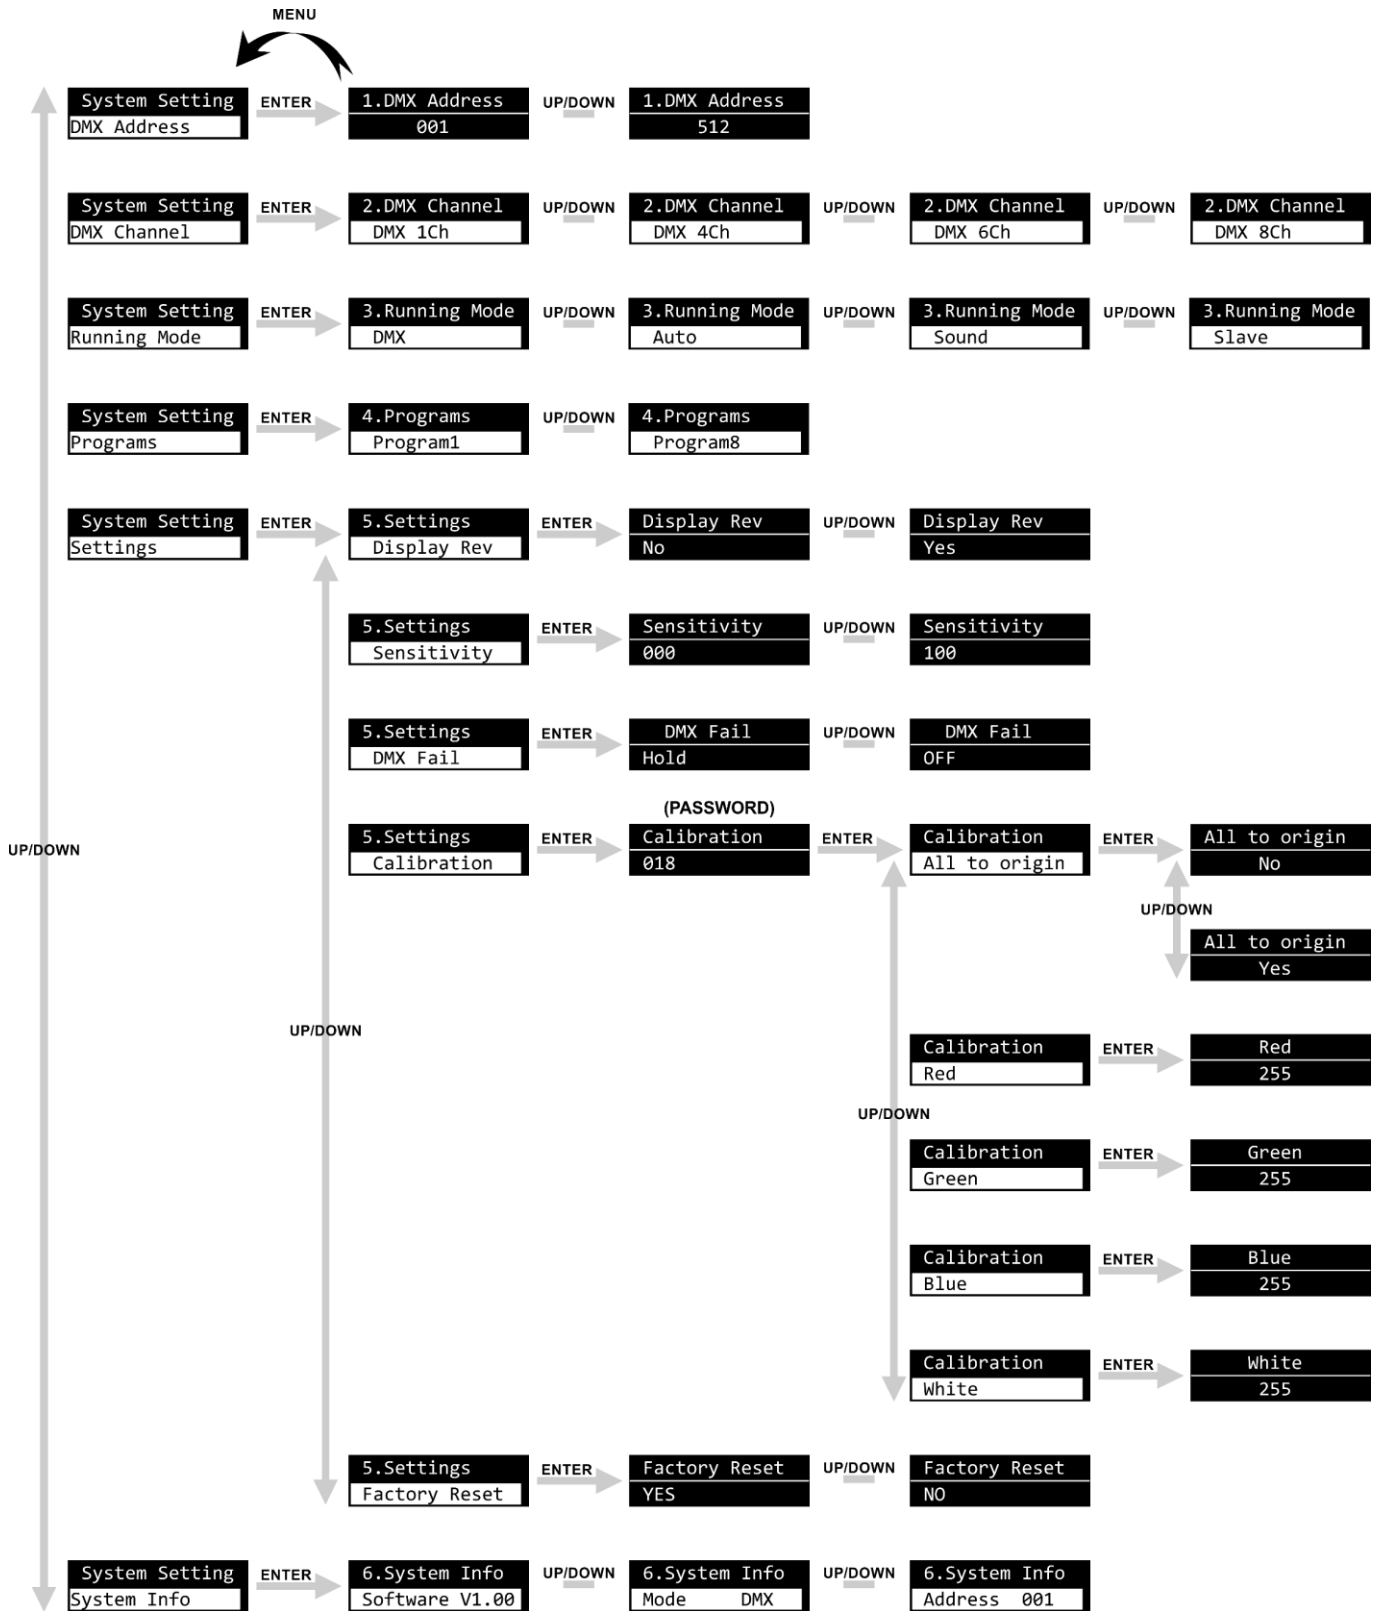 MENU
System Setting ENTER 1.DMX Address UP/DOWN 1.DMX Address
DMX Address 001 512
System Setting ENTER 2.DMX Channel UP/DOWN 2.DMX Channel UP/DOWN 2.DMX Channel UP/DOWN 2.DMX Channel
DMX Channel DMX 1Ch DMX 4Ch DMX 6Ch DMX 8Ch
System Setting ENTER 3.Running Mode UP/DOWN 3.Running Mode UP/DOWN 3.Running Mode UP/DOWN 3.Running Mode
Running Mode DMX Auto Sound Slave
System Setting ENTER 4.Programs UP/DOWN 4.Programs
Programs Program1 Program8
System Setting ENTER 5.Settings ENTER Display Rev UP/DOWN Display Rev
Settings Display Rev No Yes
5.Settings ENTER Sensitivity UP/DOWN Sensitivity
Sensitivity 000 100
5.Settings ENTER DMX Fail UP/DOWN DMX Fail
DMX Fail Hold OFF
(PASSWORD)
5.Settings ENTER Calibration ENTER Calibration ENTER All to origin
UP/DOWN Calibration 018 All to origin No
UP/DOWN
All to origin
Yes
UP/DOWN
Calibration ENTER Red
Red 255
UP/DOWN
Calibration ENTER Green
Green 255
Calibration ENTER Blue
Blue 255
Calibration ENTER White
White 255
5.Settings ENTER Factory Reset UP/DOWN Factory Reset
Factory Reset YES NO
System Setting ENTER 6.System Info UP/DOWN 6.System Info UP/DOWN 6.System Info
System Info Software V1.00 Mode DMX Address 001